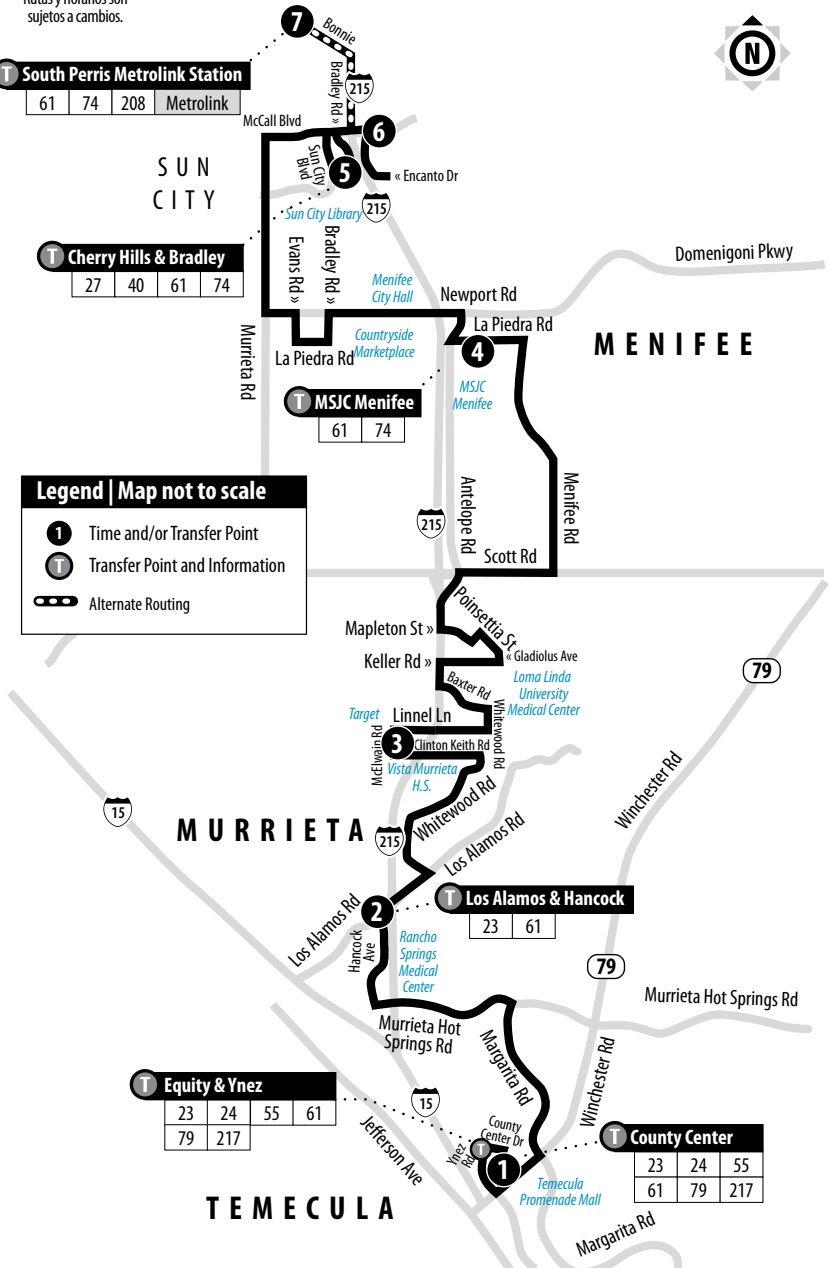 Rutas y horarios son
sujetos a cambios.
7
Bonnie
N
T South Perris Metrolink Station
61 74 208 Metrolink
Bradley Rd »
215
McCall Blvd
6
SUN
CITY
Sun City
Blvd
5
« Encanto Dr
215
Sun City Library
T Cherry Hills & Bradley
27 40 61 74
Evans Rd »
Bradley Rd »
Menifee
City Hall
Domenigoni Pkwy
Newport Rd
La Piedra Rd
MENIFEE
Murrieta Rd
La Piedra Rd
Countryside
Marketplace
4
T MSJC Menifee
61 74
MSJC
Menifee
Legend | Map not to scale
1 Time and/or Transfer Point
T Transfer Point and Information
Alternate Routing
215
Antelope Rd
Menifee Rd
Scott Rd
Poinsettia St
Mapleton St »
Keller Rd »
« Gladiolus Ave
79
Baxter Rd
Loma Linda
University
Medical Center
Target
Linnel Ln
Whitewood Rd
McElwain Rd
3
Clinton Keith Rd
Vista Murrieta
H.S.
Whitewood Rd
Winchester Rd
15
MURRIETA
215
Los Alamos Rd
T Los Alamos & Hancock
23 61
Los Alamos Rd
2
Hancock
Ave
Rancho
Springs
Medical
Center
79
Murrieta Hot Springs Rd
Murrieta Hot
Springs Rd
Margarita Rd
Winchester Rd
T Equity & Ynez
23 24 55 61
79 217
15
Jefferson Ave
County
Center Dr
T
Ynez
Rd
1
T County Center
23 24 55
61 79 217
Temecula
Promenade Mall
TEMECULA
Margarita Rd